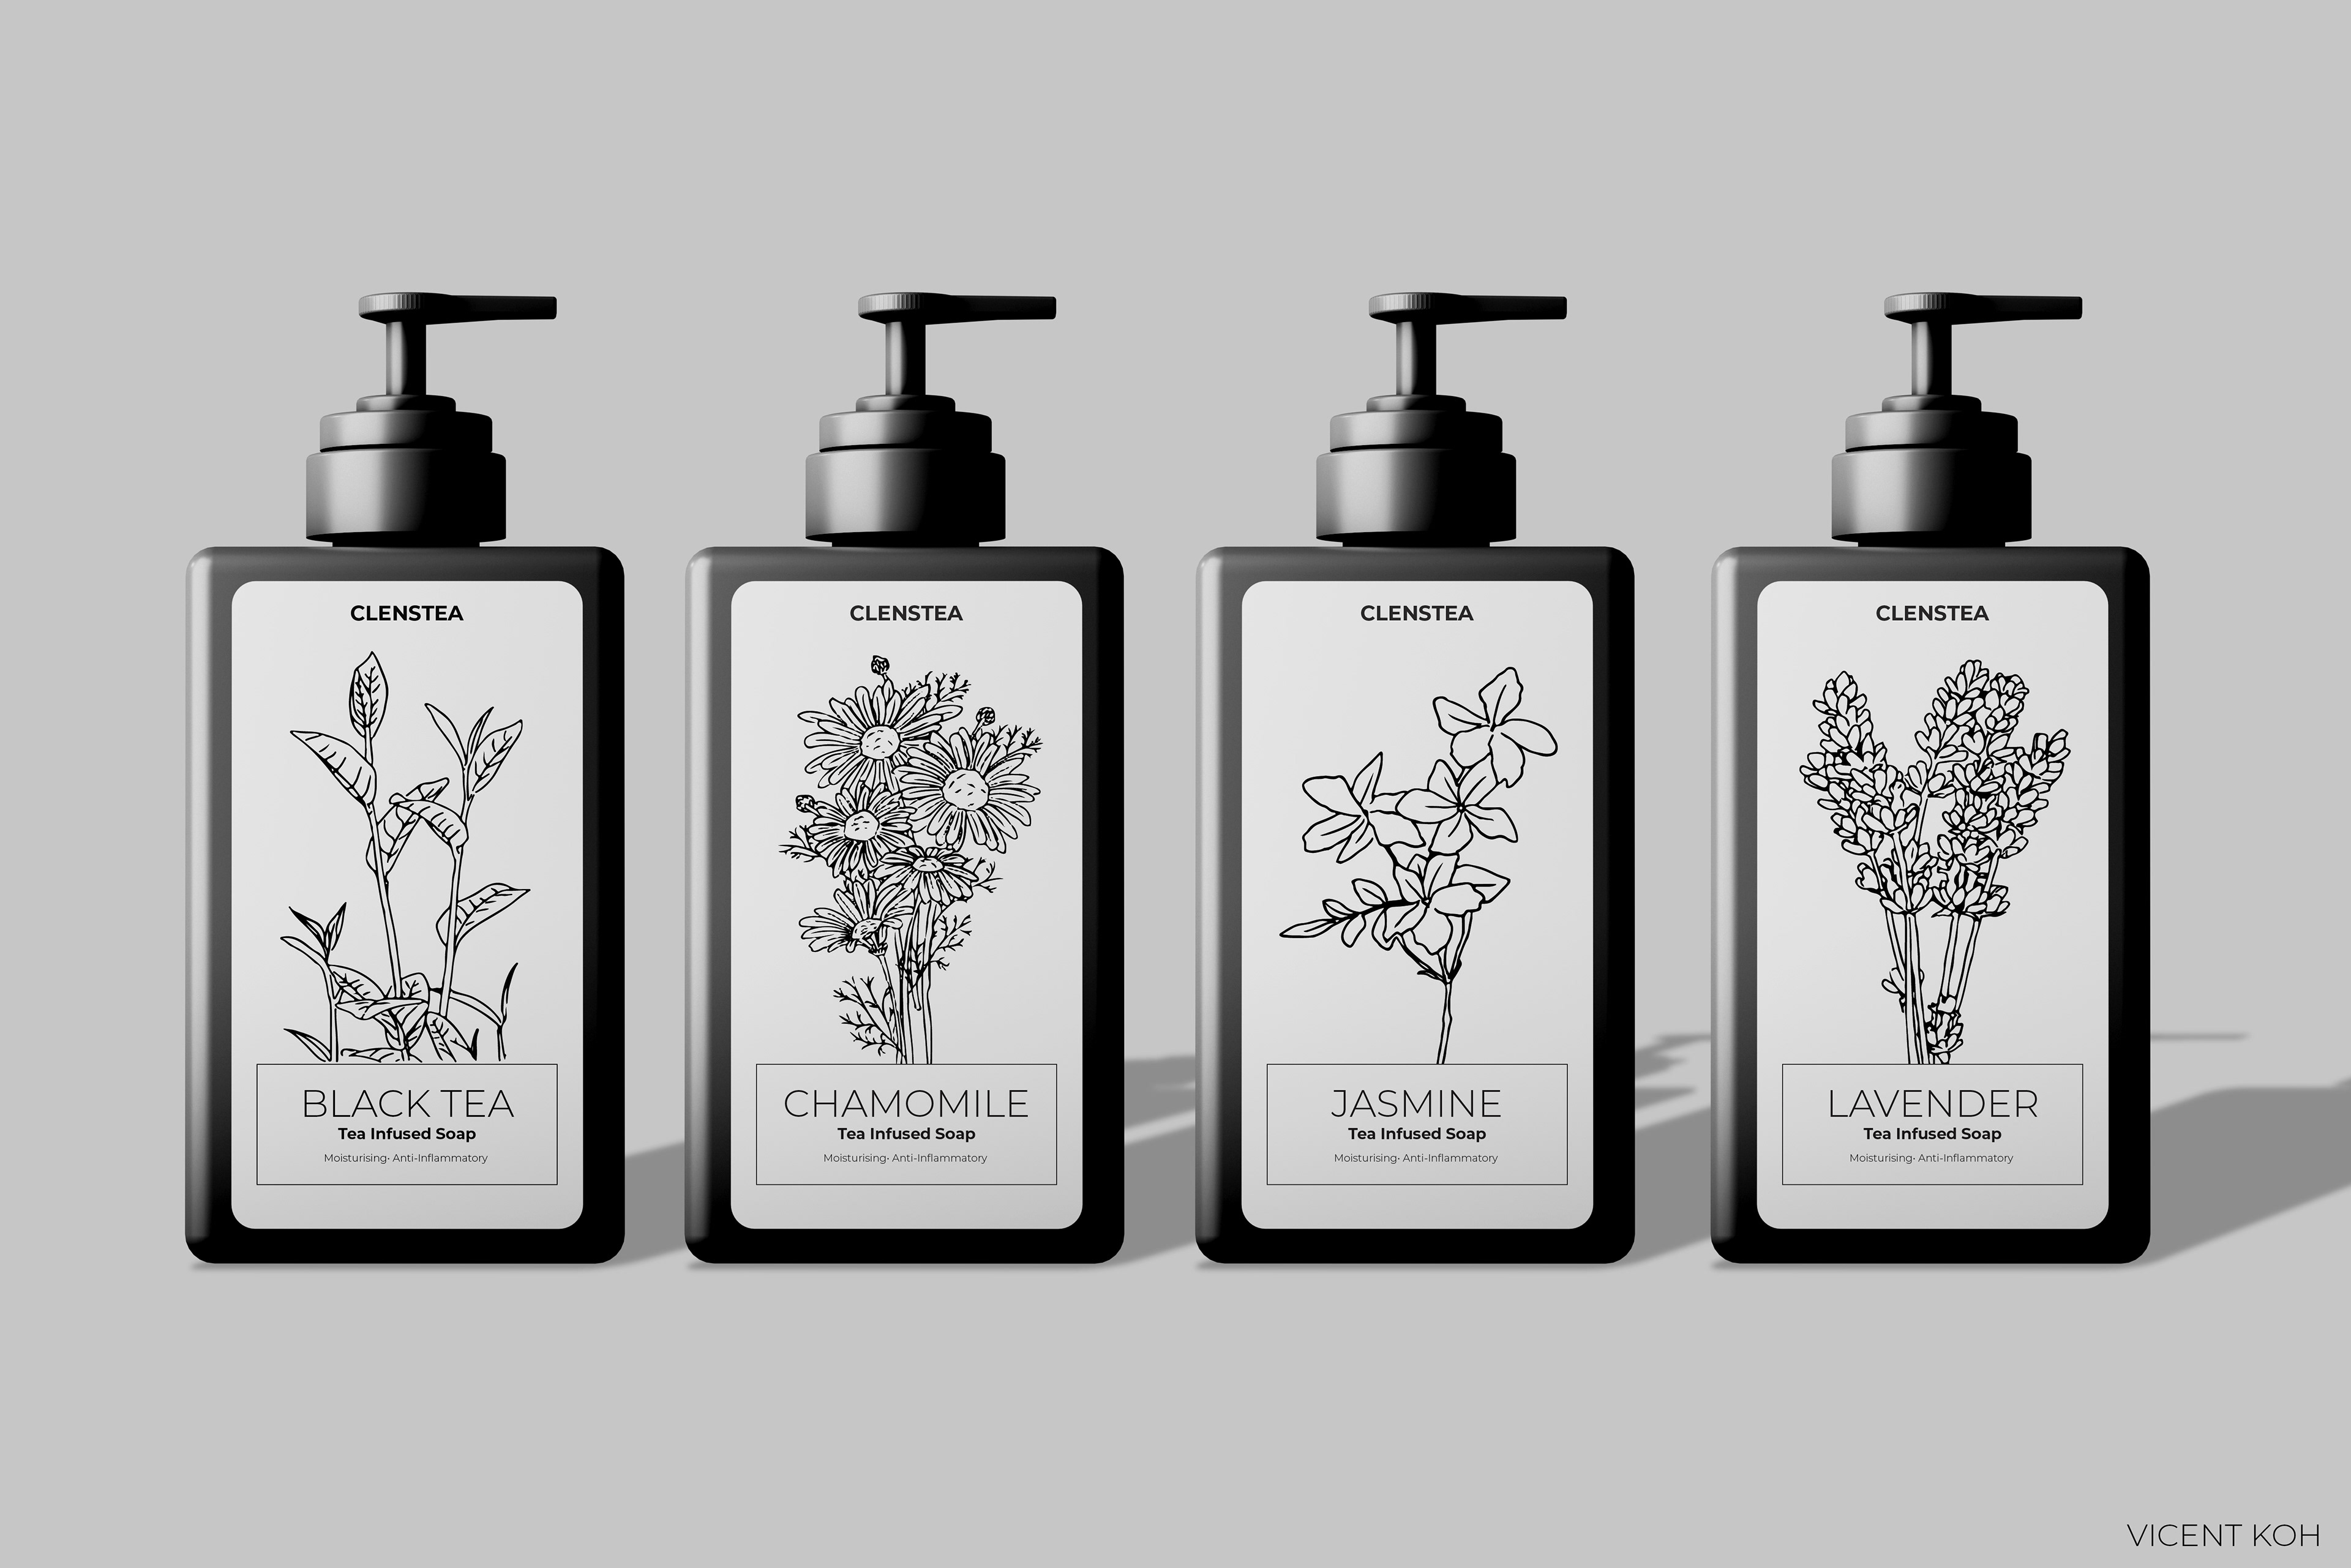 CLENSTEA
BLACK TEA
Tea Infused Soap
Moisturising· Anti-Inflammatory
CLENSTEA
CHAMOMILE
Tea Infused Soap
Moisturising· Anti-Inflammatory
CLENSTEA
JASMINE
Tea Infused Soap
Moisturising· Anti-Inflammatory
CLENSTEA
LAVENDER
Tea Infused Soap
Moisturising· Anti-Inflammatory
VICENT KOH